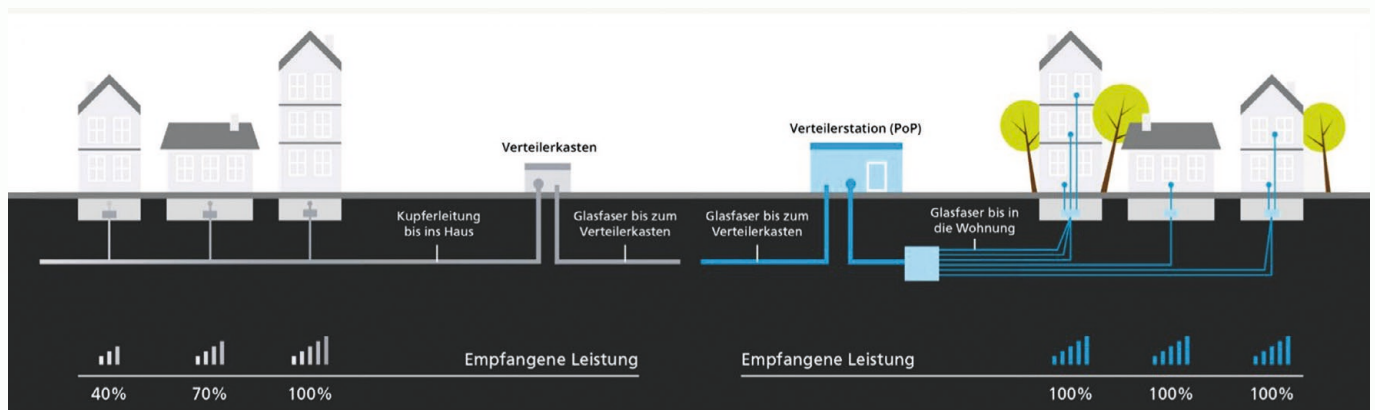 Verteilerkasten
Verteilerstation (PoP)
Kupferleitung
bis ins Haus
Glasfaser bis zum
Verteilerkasten
Glasfaser bis zum
Verteilerkasten
Glasfaser bis in
die Wohnung
Empfangene Leistung
Empfangene Leistung
40%
70%
100%
100%
100%
100%